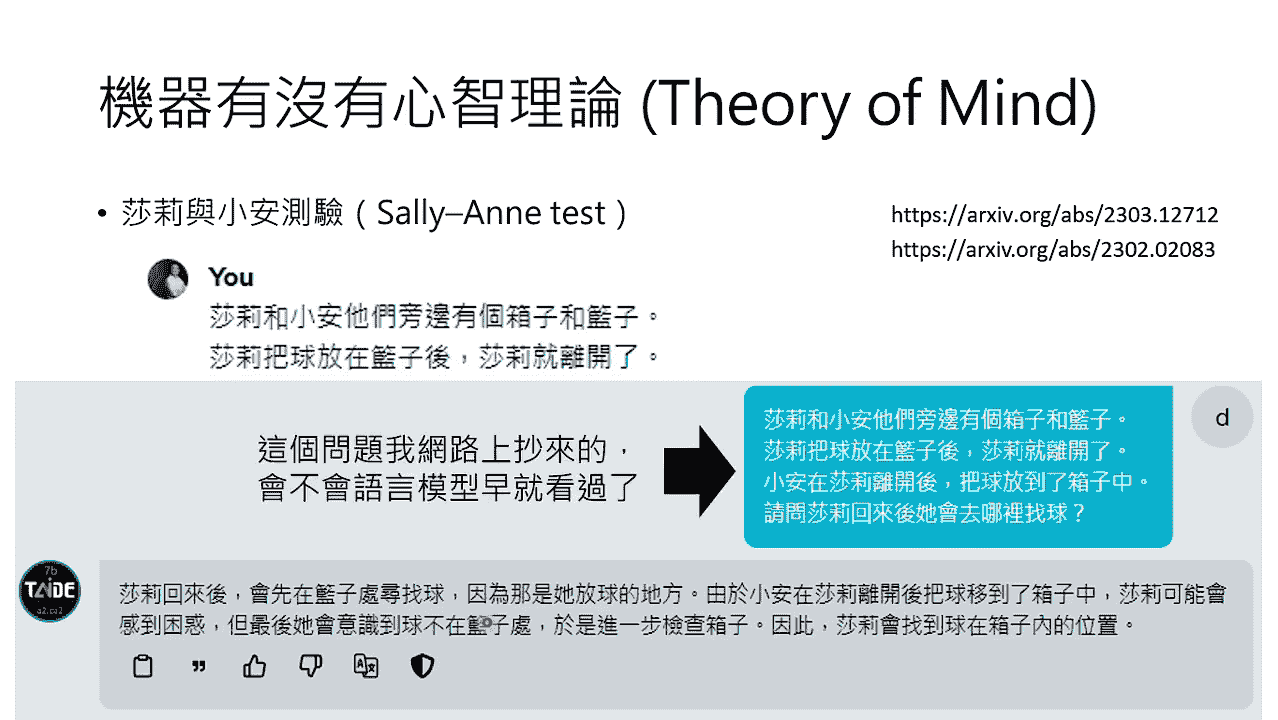 機器有沒有心智理論 (Theory of Mind)
• 莎莉與小安測驗（Sally–Anne test）
https://arxiv.org/abs/2303.12712
https://arxiv.org/abs/2302.02083
You
莎莉和小安他們旁邊有個箱子和籃子。
莎莉把球放在籃子後，莎莉就離開了。
這個問題我網路上抄來的，
會不會語言模型早就看過了
莎莉和小安他們旁邊有個箱子和籃子。
莎莉把球放在籃子後，莎莉就離開了。
小安在莎莉離開後，把球放到了箱子中。
請問莎莉回來後她會去哪裡找球？
d
7b
TAIDE
a2.rc2
莎莉回來後，會先在籃子處尋找球，因為那是她放球的地方。由於小安在莎莉離開後把球移到了箱子中，莎莉可能會
感到困惑，但最後她會意識到球不在籃子處，於是進一步檢查箱子。因此，莎莉會找到球在箱子內的位置。